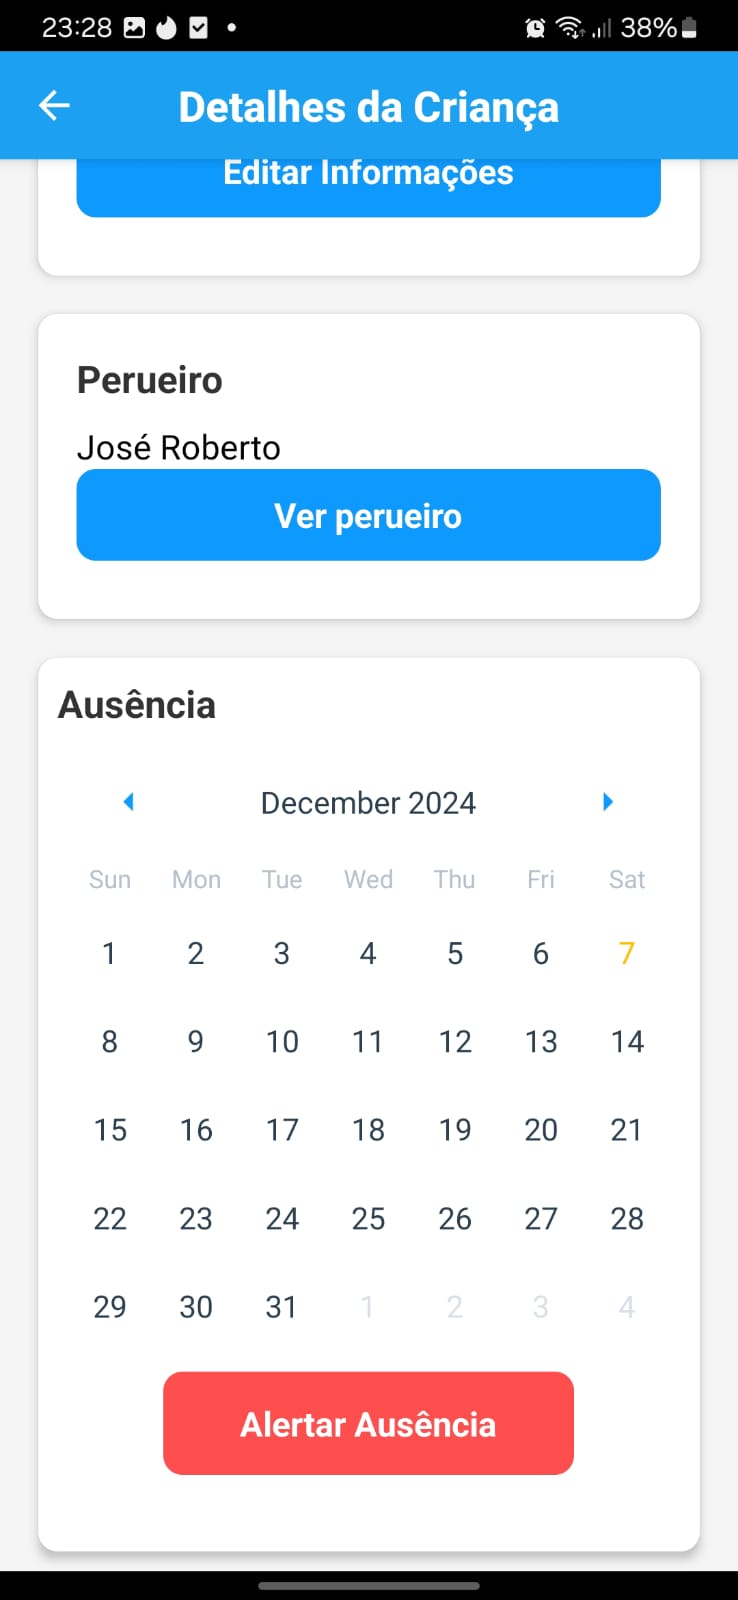 23:28 38%
Detalhes da Criança
Editar Informações
Perueiro
José Roberto
Ver perueiro
Ausência
December 2024
Sun Mon Tue Wed Thu Fri Sat
1 2 3 4 5 6 7
8 9 10 11 12 13 14
15 16 17 18 19 20 21
22 23 24 25 26 27 28
29 30 31 1 2 3 4
Alertar Ausência